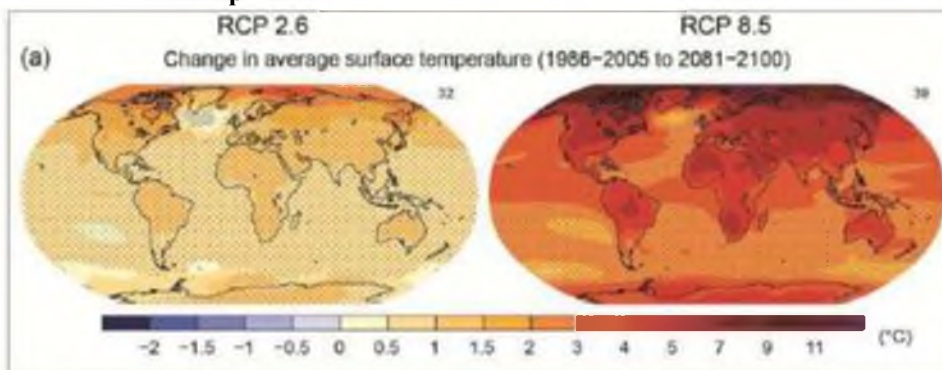 RCP 2.6 RCP 8.5
(a) Change in average surface temperature (1986−2005 to 2081−2100)
32 39
−2 −1.5 −1 −0.5 0 0.5 1 1.5 2 3 4 5 7 9 11 (°C)